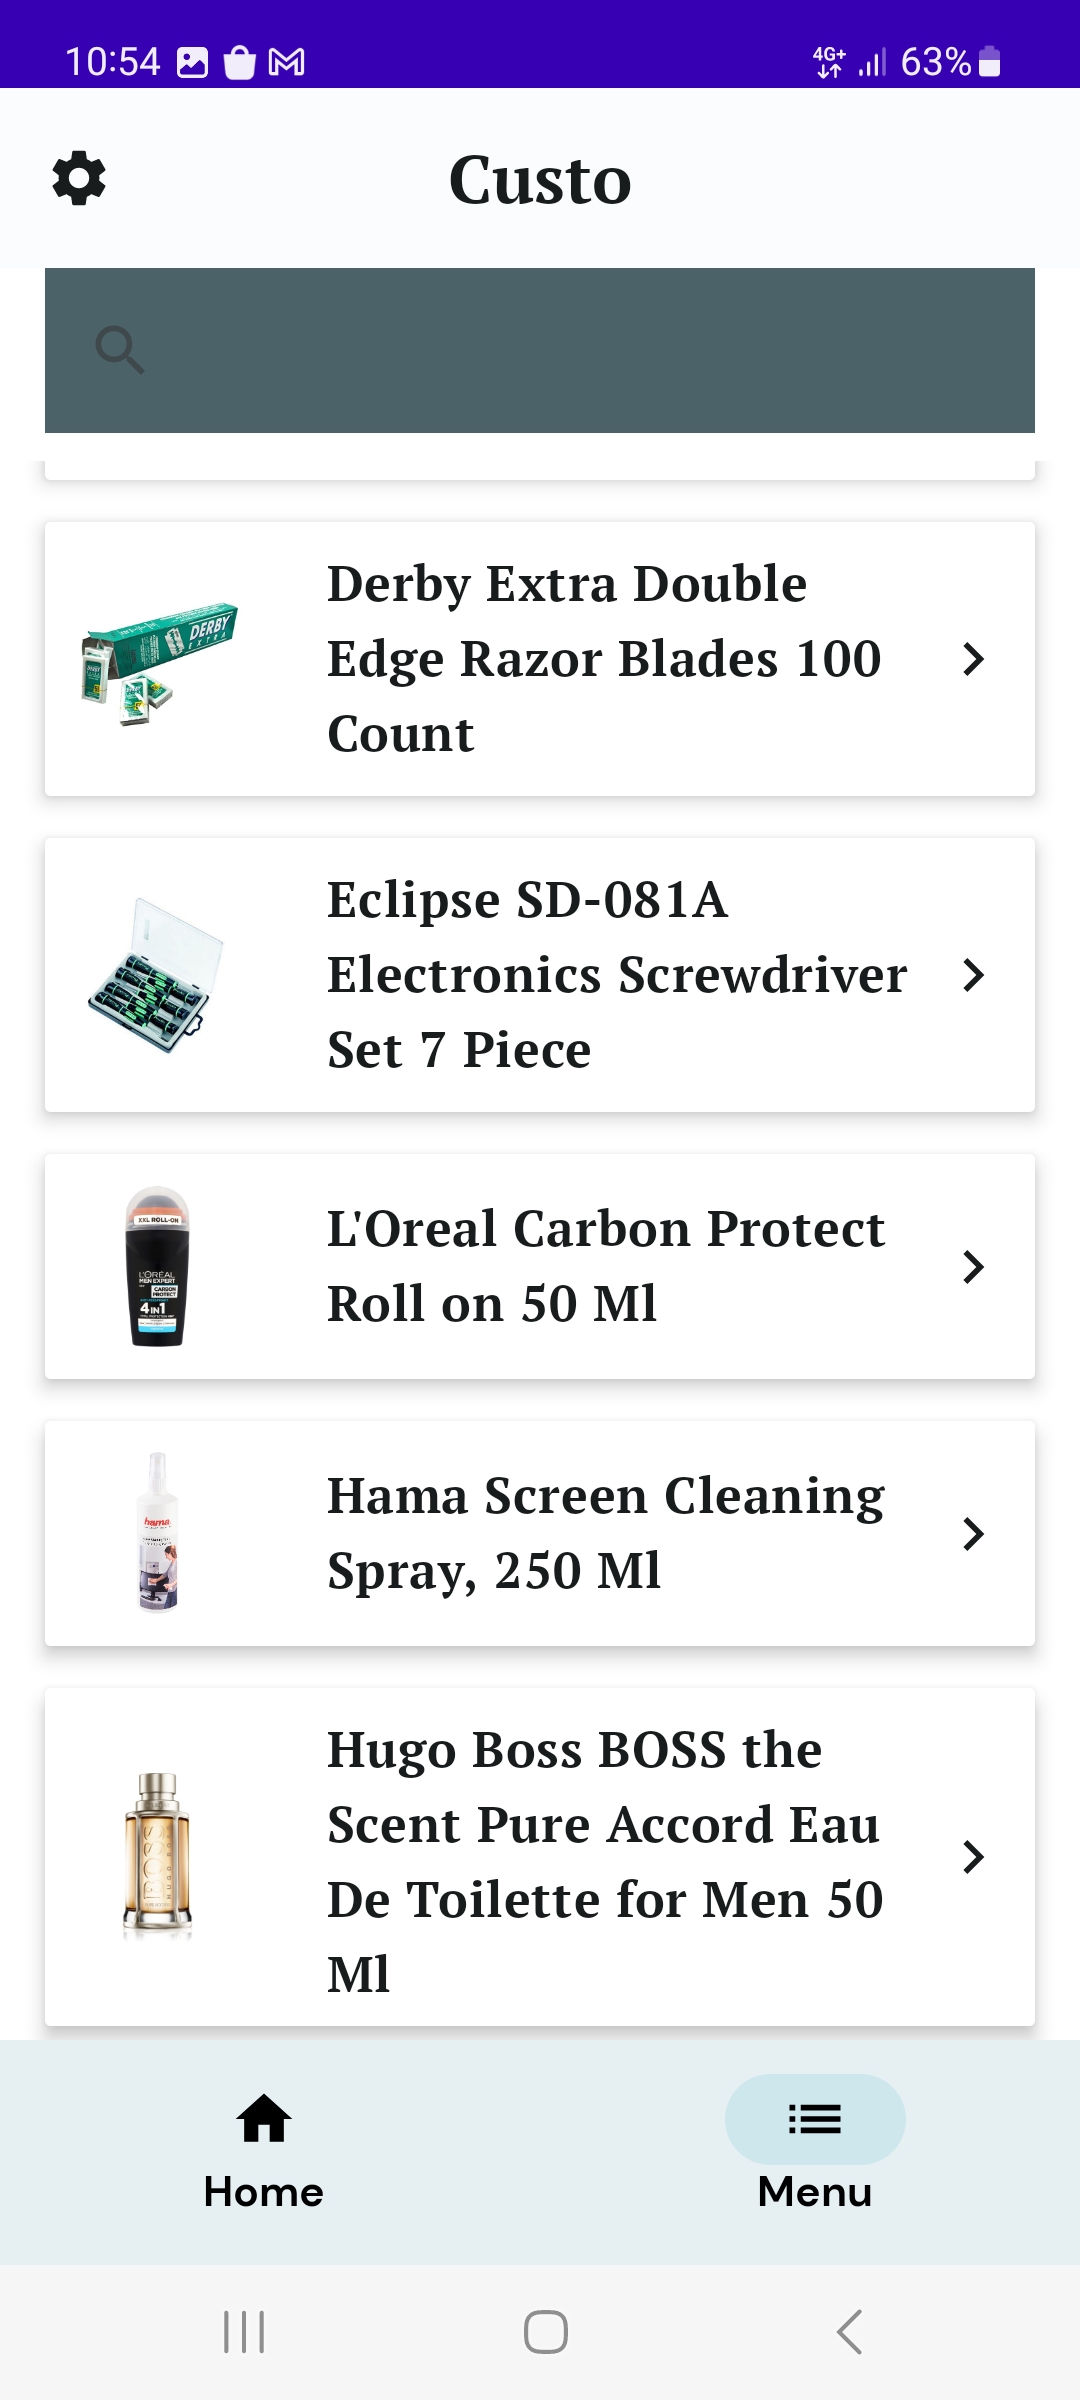 10:54
4G+ 63%
Custo
Derby Extra Double
Edge Razor Blades 100
Count
DERBY
EXTRA
Eclipse SD-081A
Electronics Screwdriver
Set 7 Piece
L'Oreal Carbon Protect
Roll on 50 Ml
XXL ROLL-ON
L'ORÉAL
MEN EXPERT
CARBON
PROTECT
4 IN 1
Hama Screen Cleaning
Spray, 250 Ml
hama
Hugo Boss BOSS the
Scent Pure Accord Eau
De Toilette for Men 50
Ml
BOSS
HUGO BOSS
Home
Menu